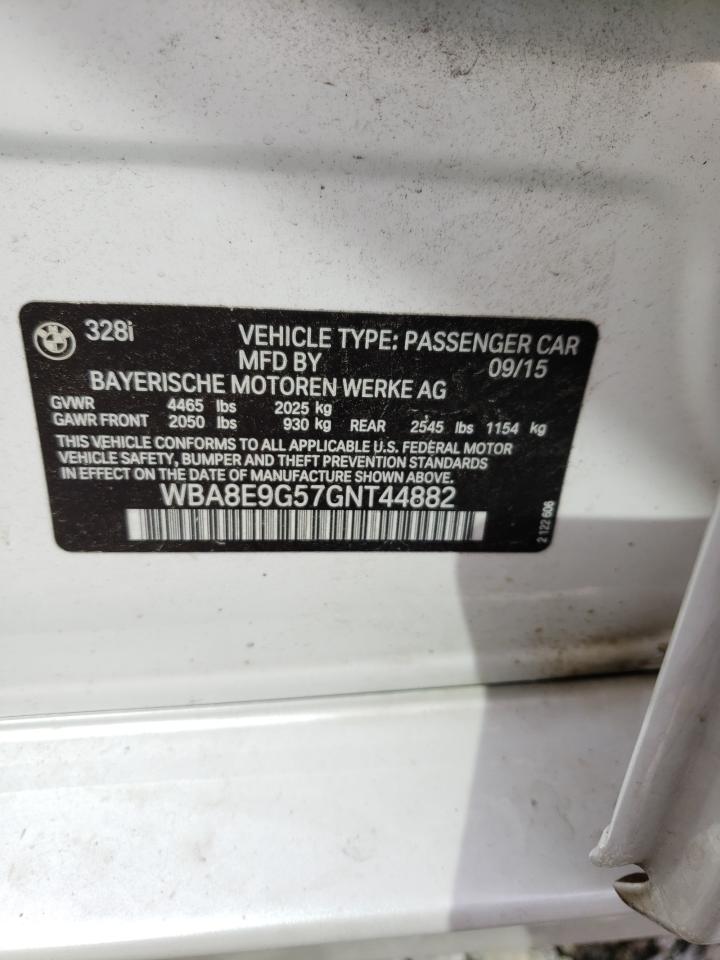 328i VEHICLE TYPE: PASSENGER CAR
MFD BY 09/15
BAYERISCHE MOTOREN WERKE AG
GVWR 4465 lbs 2025 kg
GAWR FRONT 2050 lbs 930 kg REAR 2545 lbs 1154 kg
THIS VEHICLE CONFORMS TO ALL APPLICABLE U.S. FEDERAL MOTOR
VEHICLE SAFETY, BUMPER AND THEFT PREVENTION STANDARDS
IN EFFECT ON THE DATE OF MANUFACTURE SHOWN ABOVE.
WBA8E9G57GNT44882
2 122 606